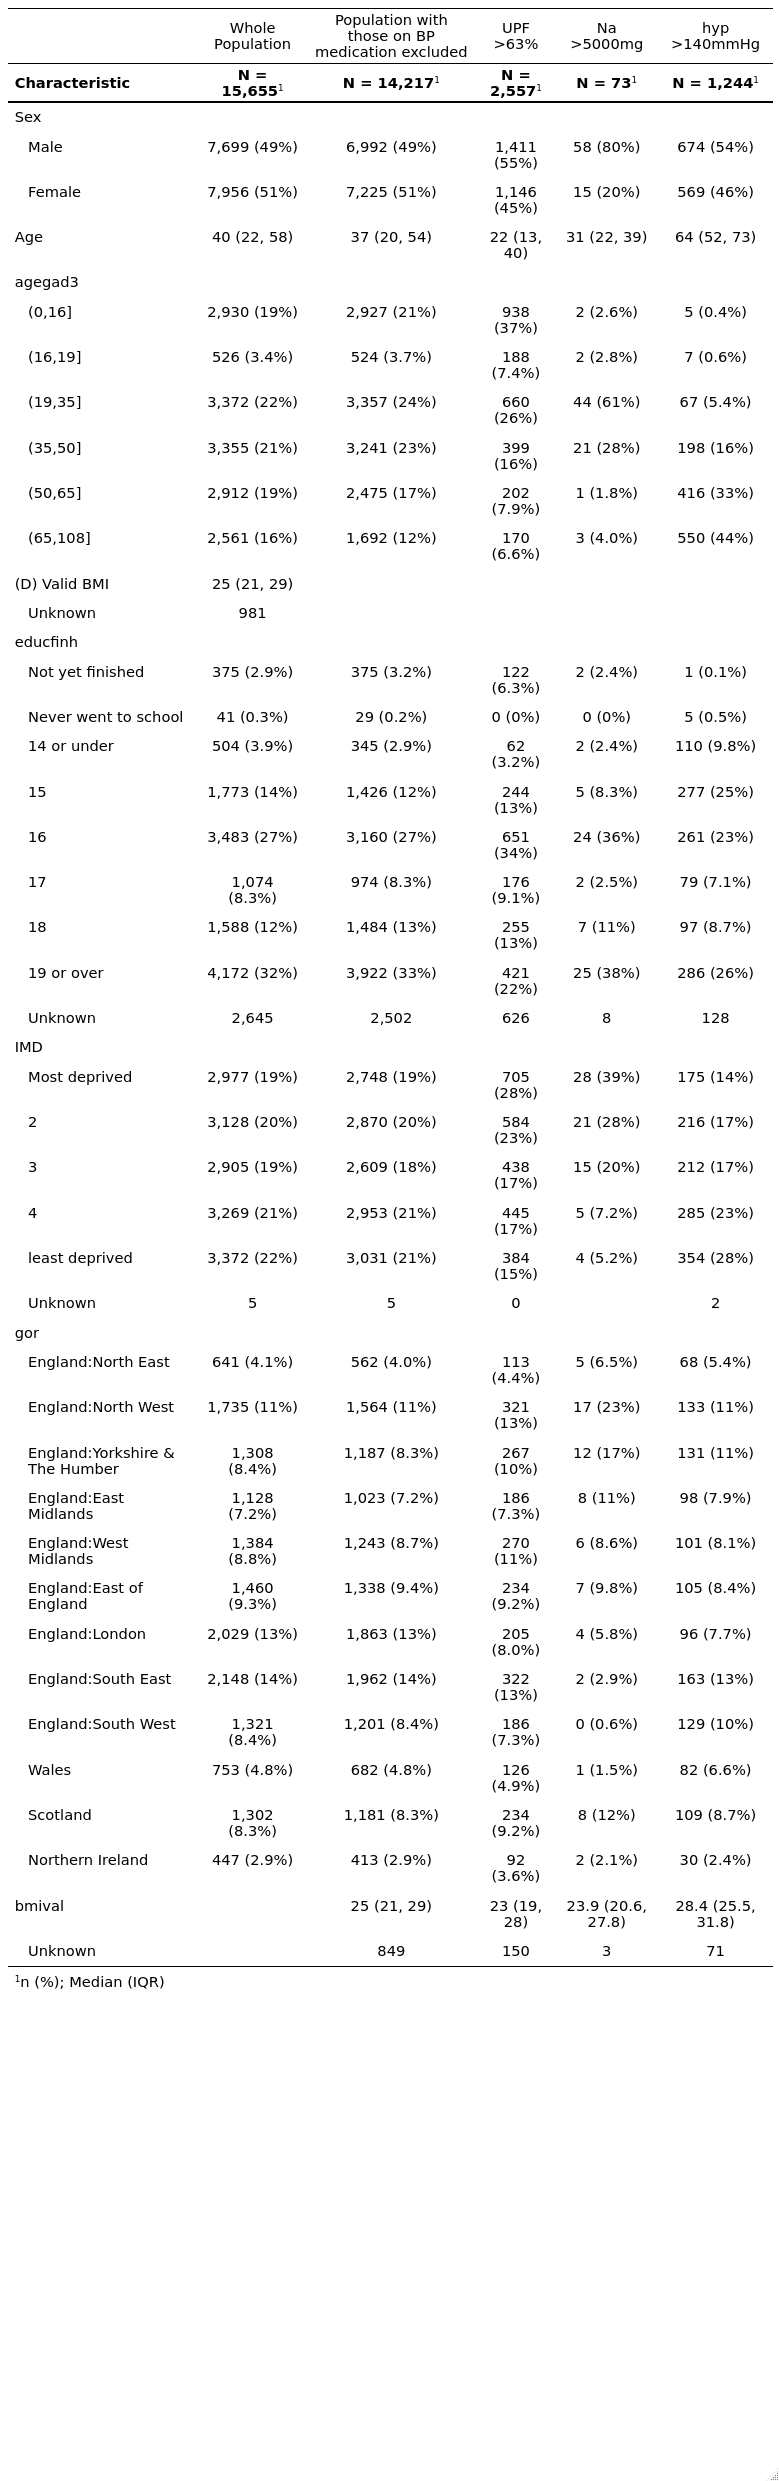 Whole Population | Population with those on BP medication excluded | UPF >63% | Na >5000mg | hyp >140mmHg
Characteristic | N = 15,655¹ | N = 14,217¹ | N = 2,557¹ | N = 73¹ | N = 1,244¹
Sex
Male | 7,699 (49%) | 6,992 (49%) | 1,411 (55%) | 58 (80%) | 674 (54%)
Female | 7,956 (51%) | 7,225 (51%) | 1,146 (45%) | 15 (20%) | 569 (46%)
Age | 40 (22, 58) | 37 (20, 54) | 22 (13, 40) | 31 (22, 39) | 64 (52, 73)
agegad3
(0,16] | 2,930 (19%) | 2,927 (21%) | 938 (37%) | 2 (2.6%) | 5 (0.4%)
(16,19] | 526 (3.4%) | 524 (3.7%) | 188 (7.4%) | 2 (2.8%) | 7 (0.6%)
(19,35] | 3,372 (22%) | 3,357 (24%) | 660 (26%) | 44 (61%) | 67 (5.4%)
(35,50] | 3,355 (21%) | 3,241 (23%) | 399 (16%) | 21 (28%) | 198 (16%)
(50,65] | 2,912 (19%) | 2,475 (17%) | 202 (7.9%) | 1 (1.8%) | 416 (33%)
(65,108] | 2,561 (16%) | 1,692 (12%) | 170 (6.6%) | 3 (4.0%) | 550 (44%)
(D) Valid BMI | 25 (21, 29)
Unknown | 981
educfinh
Not yet finished | 375 (2.9%) | 375 (3.2%) | 122 (6.3%) | 2 (2.4%) | 1 (0.1%)
Never went to school | 41 (0.3%) | 29 (0.2%) | 0 (0%) | 0 (0%) | 5 (0.5%)
14 or under | 504 (3.9%) | 345 (2.9%) | 62 (3.2%) | 2 (2.4%) | 110 (9.8%)
15 | 1,773 (14%) | 1,426 (12%) | 244 (13%) | 5 (8.3%) | 277 (25%)
16 | 3,483 (27%) | 3,160 (27%) | 651 (34%) | 24 (36%) | 261 (23%)
17 | 1,074 (8.3%) | 974 (8.3%) | 176 (9.1%) | 2 (2.5%) | 79 (7.1%)
18 | 1,588 (12%) | 1,484 (13%) | 255 (13%) | 7 (11%) | 97 (8.7%)
19 or over | 4,172 (32%) | 3,922 (33%) | 421 (22%) | 25 (38%) | 286 (26%)
Unknown | 2,645 | 2,502 | 626 | 8 | 128
IMD
Most deprived | 2,977 (19%) | 2,748 (19%) | 705 (28%) | 28 (39%) | 175 (14%)
2 | 3,128 (20%) | 2,870 (20%) | 584 (23%) | 21 (28%) | 216 (17%)
3 | 2,905 (19%) | 2,609 (18%) | 438 (17%) | 15 (20%) | 212 (17%)
4 | 3,269 (21%) | 2,953 (21%) | 445 (17%) | 5 (7.2%) | 285 (23%)
least deprived | 3,372 (22%) | 3,031 (21%) | 384 (15%) | 4 (5.2%) | 354 (28%)
Unknown | 5 | 5 | 0 | | 2
gor
England:North East | 641 (4.1%) | 562 (4.0%) | 113 (4.4%) | 5 (6.5%) | 68 (5.4%)
England:North West | 1,735 (11%) | 1,564 (11%) | 321 (13%) | 17 (23%) | 133 (11%)
England:Yorkshire & The Humber | 1,308 (8.4%) | 1,187 (8.3%) | 267 (10%) | 12 (17%) | 131 (11%)
England:East Midlands | 1,128 (7.2%) | 1,023 (7.2%) | 186 (7.3%) | 8 (11%) | 98 (7.9%)
England:West Midlands | 1,384 (8.8%) | 1,243 (8.7%) | 270 (11%) | 6 (8.6%) | 101 (8.1%)
England:East of England | 1,460 (9.3%) | 1,338 (9.4%) | 234 (9.2%) | 7 (9.8%) | 105 (8.4%)
England:London | 2,029 (13%) | 1,863 (13%) | 205 (8.0%) | 4 (5.8%) | 96 (7.7%)
England:South East | 2,148 (14%) | 1,962 (14%) | 322 (13%) | 2 (2.9%) | 163 (13%)
England:South West | 1,321 (8.4%) | 1,201 (8.4%) | 186 (7.3%) | 0 (0.6%) | 129 (10%)
Wales | 753 (4.8%) | 682 (4.8%) | 126 (4.9%) | 1 (1.5%) | 82 (6.6%)
Scotland | 1,302 (8.3%) | 1,181 (8.3%) | 234 (9.2%) | 8 (12%) | 109 (8.7%)
Northern Ireland | 447 (2.9%) | 413 (2.9%) | 92 (3.6%) | 2 (2.1%) | 30 (2.4%)
bmival | | 25 (21, 29) | 23 (19, 28) | 23.9 (20.6, 27.8) | 28.4 (25.5, 31.8)
Unknown | | 849 | 150 | 3 | 71
¹n (%); Median (IQR)